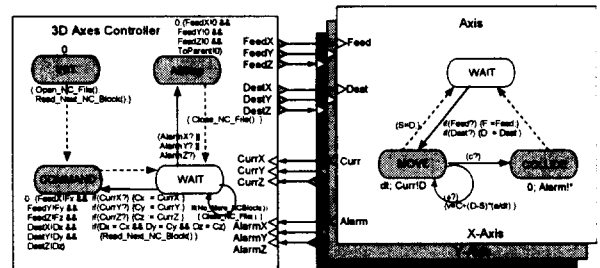 3D Axes Controller
0 (FeedX!0 &&
FeedY!0 &&
FeedZ!0 &&
ToParent!0)
0
INIT
{ Open_NC_File()
Read_Next_NC_Block() }
{ Close_NC_File() }
(AlarmX? ||
AlarmY? ||
AlarmZ?)
COMMAND
WAIT
0 (FeedX!Fx &&
FeedY!Fy &&
FeedZ!Fz &&
DestX!Dx &&
DestY!Dy &&
DestZ!Dz)
if(CurrX?) {Cx = CurrX}
if(CurrY?) {Cy = CurrY}
if(CurrZ?) {Cz = CurrZ}
if(Dx = Cx && Dy = Cy && Dz = Cz)
{Read_Next_NC_Block()}
FeedX
FeedY
FeedZ
DestX
DestY
DestZ
CurrX
CurrY
CurrZ
AlarmX
AlarmY
AlarmZ
Axis
Feed
Dest
Curr
Alarm
WAIT
(S=D)
if(Feed?) {F = Feed}
if(Dest?) {D = Dest}
MOVE
(c?)
COLLIDE
dt; Curr!D
0; Alarm!*
X-Axis